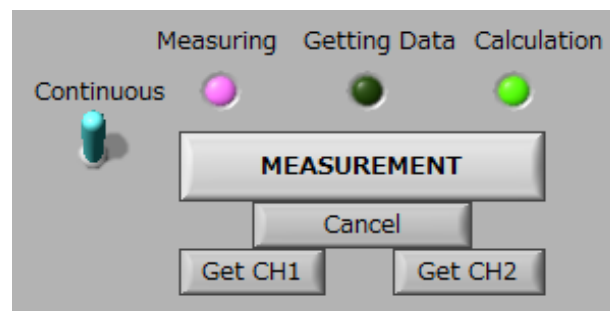 Measuring Getting Data Calculation
Continuous
MEASUREMENT
Cancel
Get CH1 Get CH2